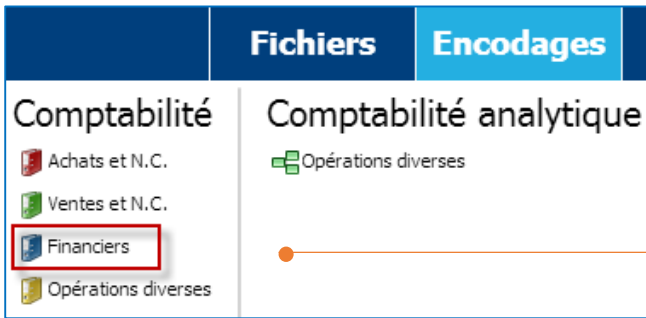 Fichiers Encodages
Comptabilité
Achats et N.C.
Ventes et N.C.
Financiers
Opérations diverses
Comptabilité analytique
Opérations diverses